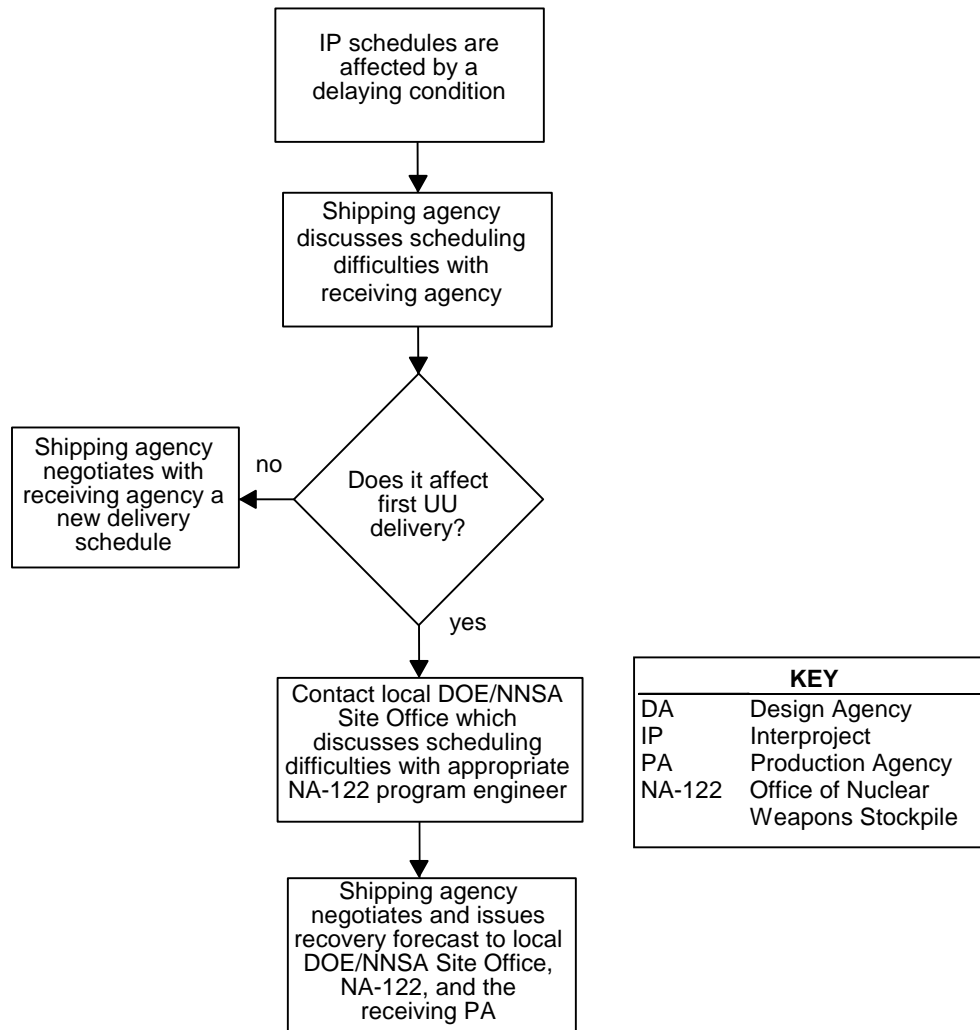 IP schedules are
affected by a
delaying condition
Shipping agency
discusses scheduling
difficulties with
receiving agency
Does it affect
first UU
delivery?
no
Shipping agency
negotiates with
receiving agency a
new delivery
schedule
yes
Contact local DOE/NNSA
Site Office which
discusses scheduling
difficulties with appropriate
NA-122 program engineer
Shipping agency
negotiates and issues
recovery forecast to local
DOE/NNSA Site Office,
NA-122, and the
receiving PA
KEY
DA Design Agency
IP Interproject
PA Production Agency
NA-122 Office of Nuclear
Weapons Stockpile